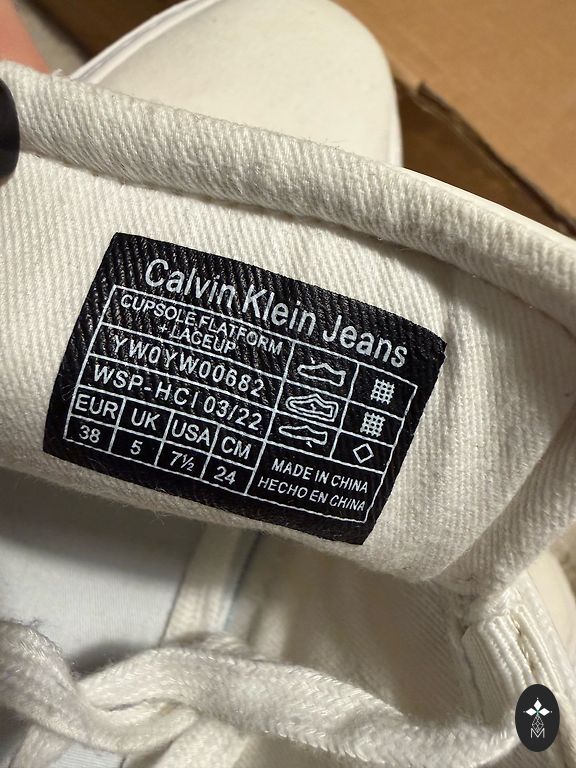 Calvin Klein Jeans
CUPSOLE FLATFORM
+ LACEUP
YW0YW00682
WSP-HCI 03/22
EUR UK USA CM
38 5 7½ 24
MADE IN CHINA
HECHO EN CHINA
M